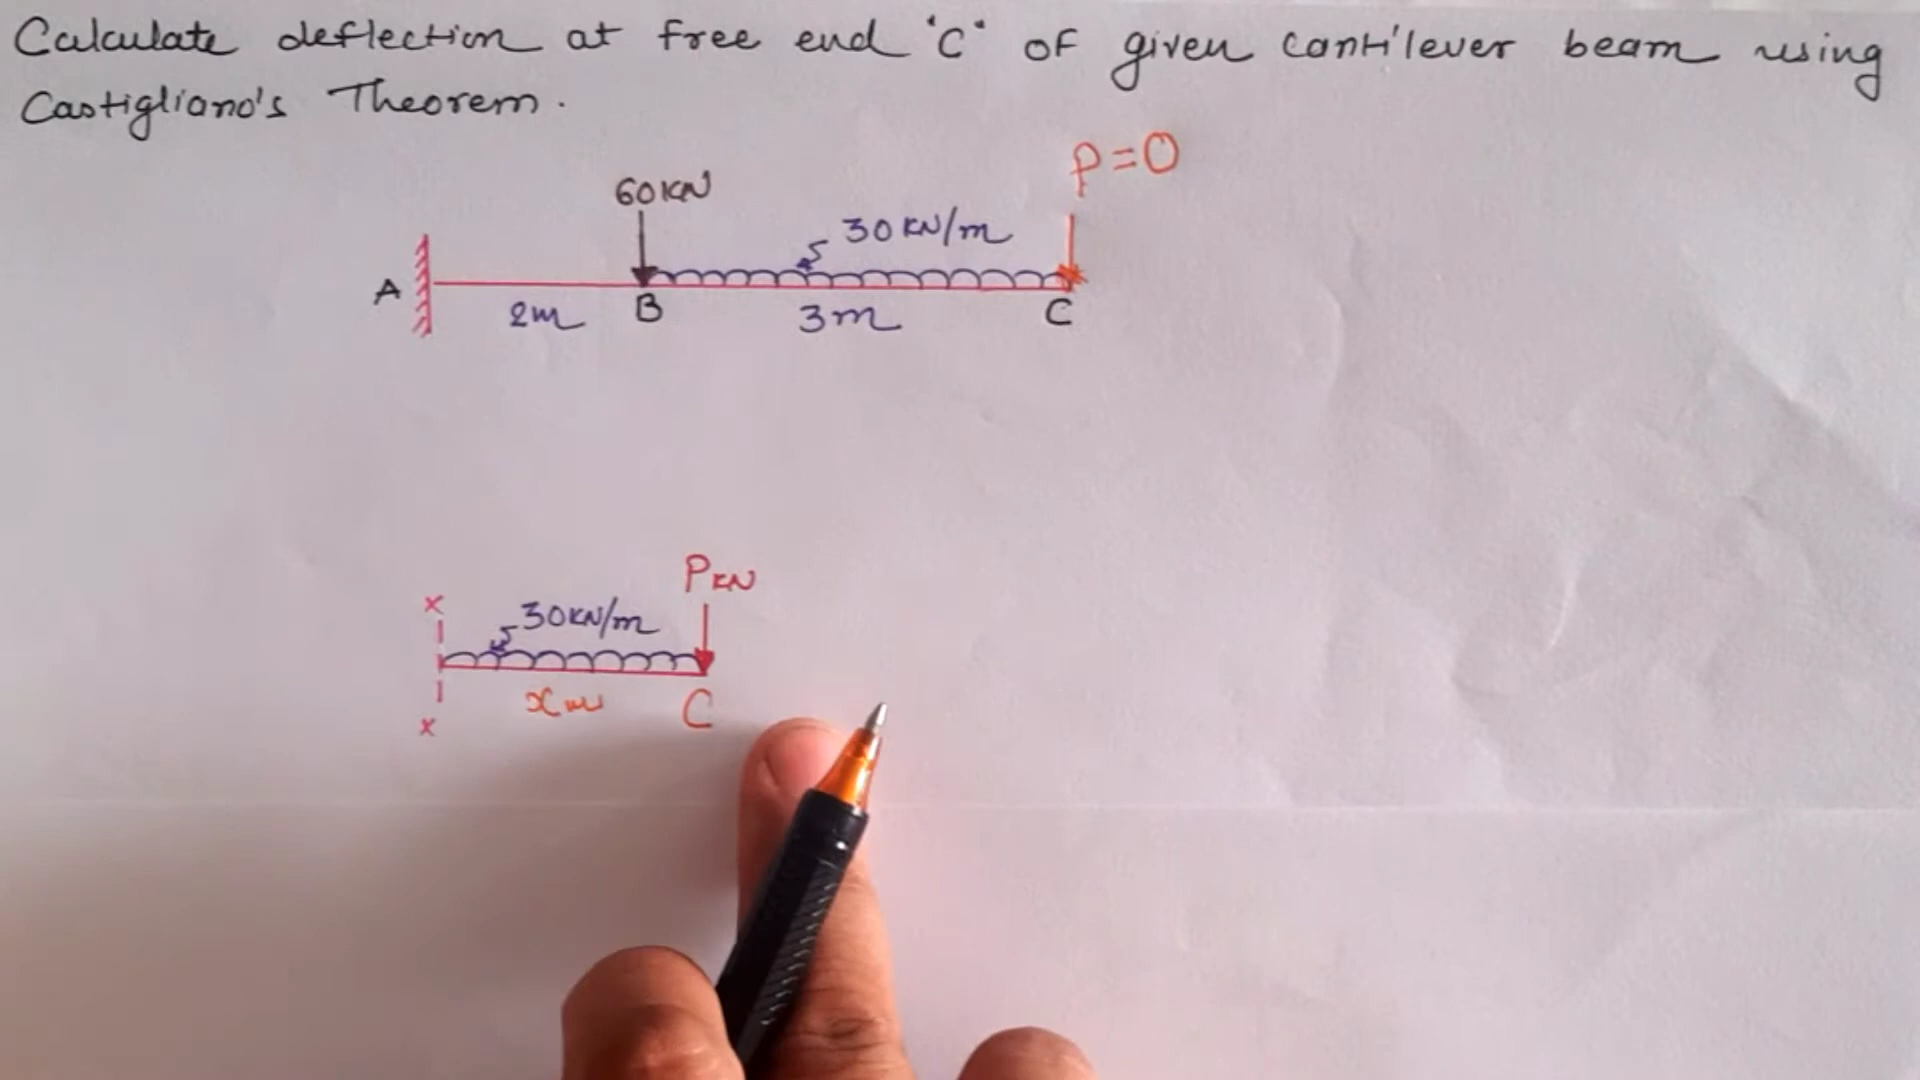 Calculate deflection at free end 'C' of given cantilever beam using
Castigliano's Theorem.
P=0
60KN
30 KN/m
A
2m
B
3m
C
PKN
x
30KN/m
xm
C
x